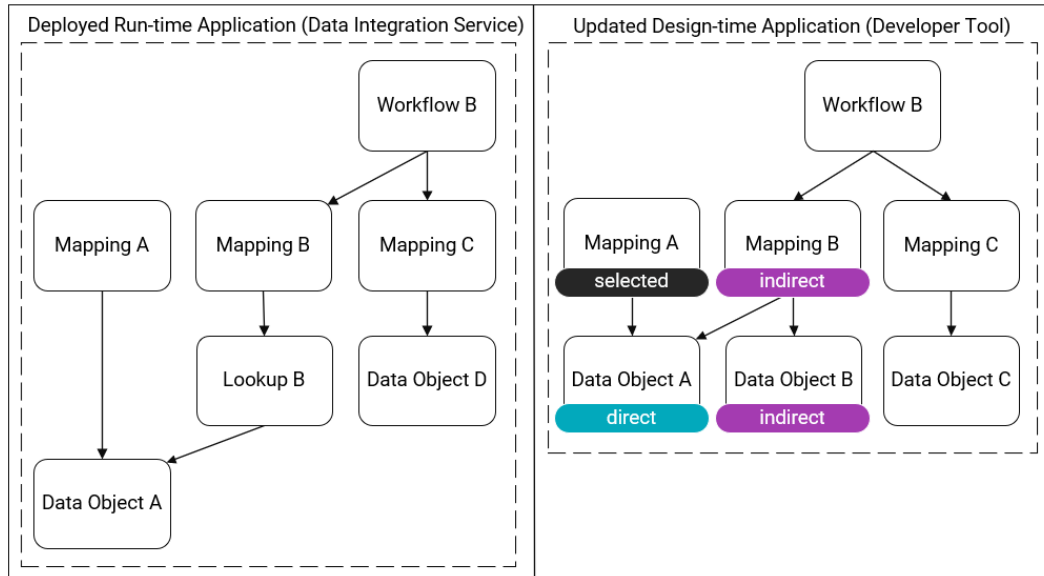 Deployed Run-time Application (Data Integration Service)
Workflow B
Mapping A
Mapping B
Mapping C
Lookup B
Data Object D
Data Object A
Updated Design-time Application (Developer Tool)
Workflow B
Mapping A
selected
Mapping B
indirect
Mapping C
Data Object A
direct
Data Object B
indirect
Data Object C